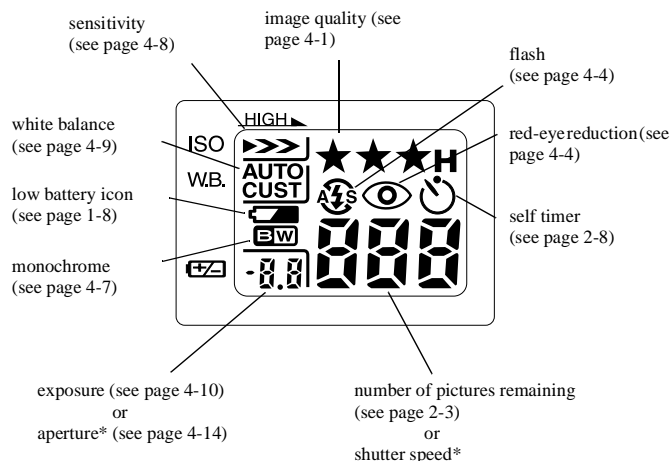 sensitivity
(see page 4-8)
image quality (see
page 4-1)
flash
(see page 4-4)
HIGH
white balance
(see page 4-9)
ISO
red-eye reduction (see
page 4-4)
H
W.B.
AUTO
CUST
A S
low battery icon
(see page 1-8)
self timer
(see page 2-8)
B W
monochrome
(see page 4-7)
+/-
-8.8
888
exposure (see page 4-10)
or
aperture* (see page 4-14)
number of pictures remaining
(see page 2-3)
or
shutter speed*